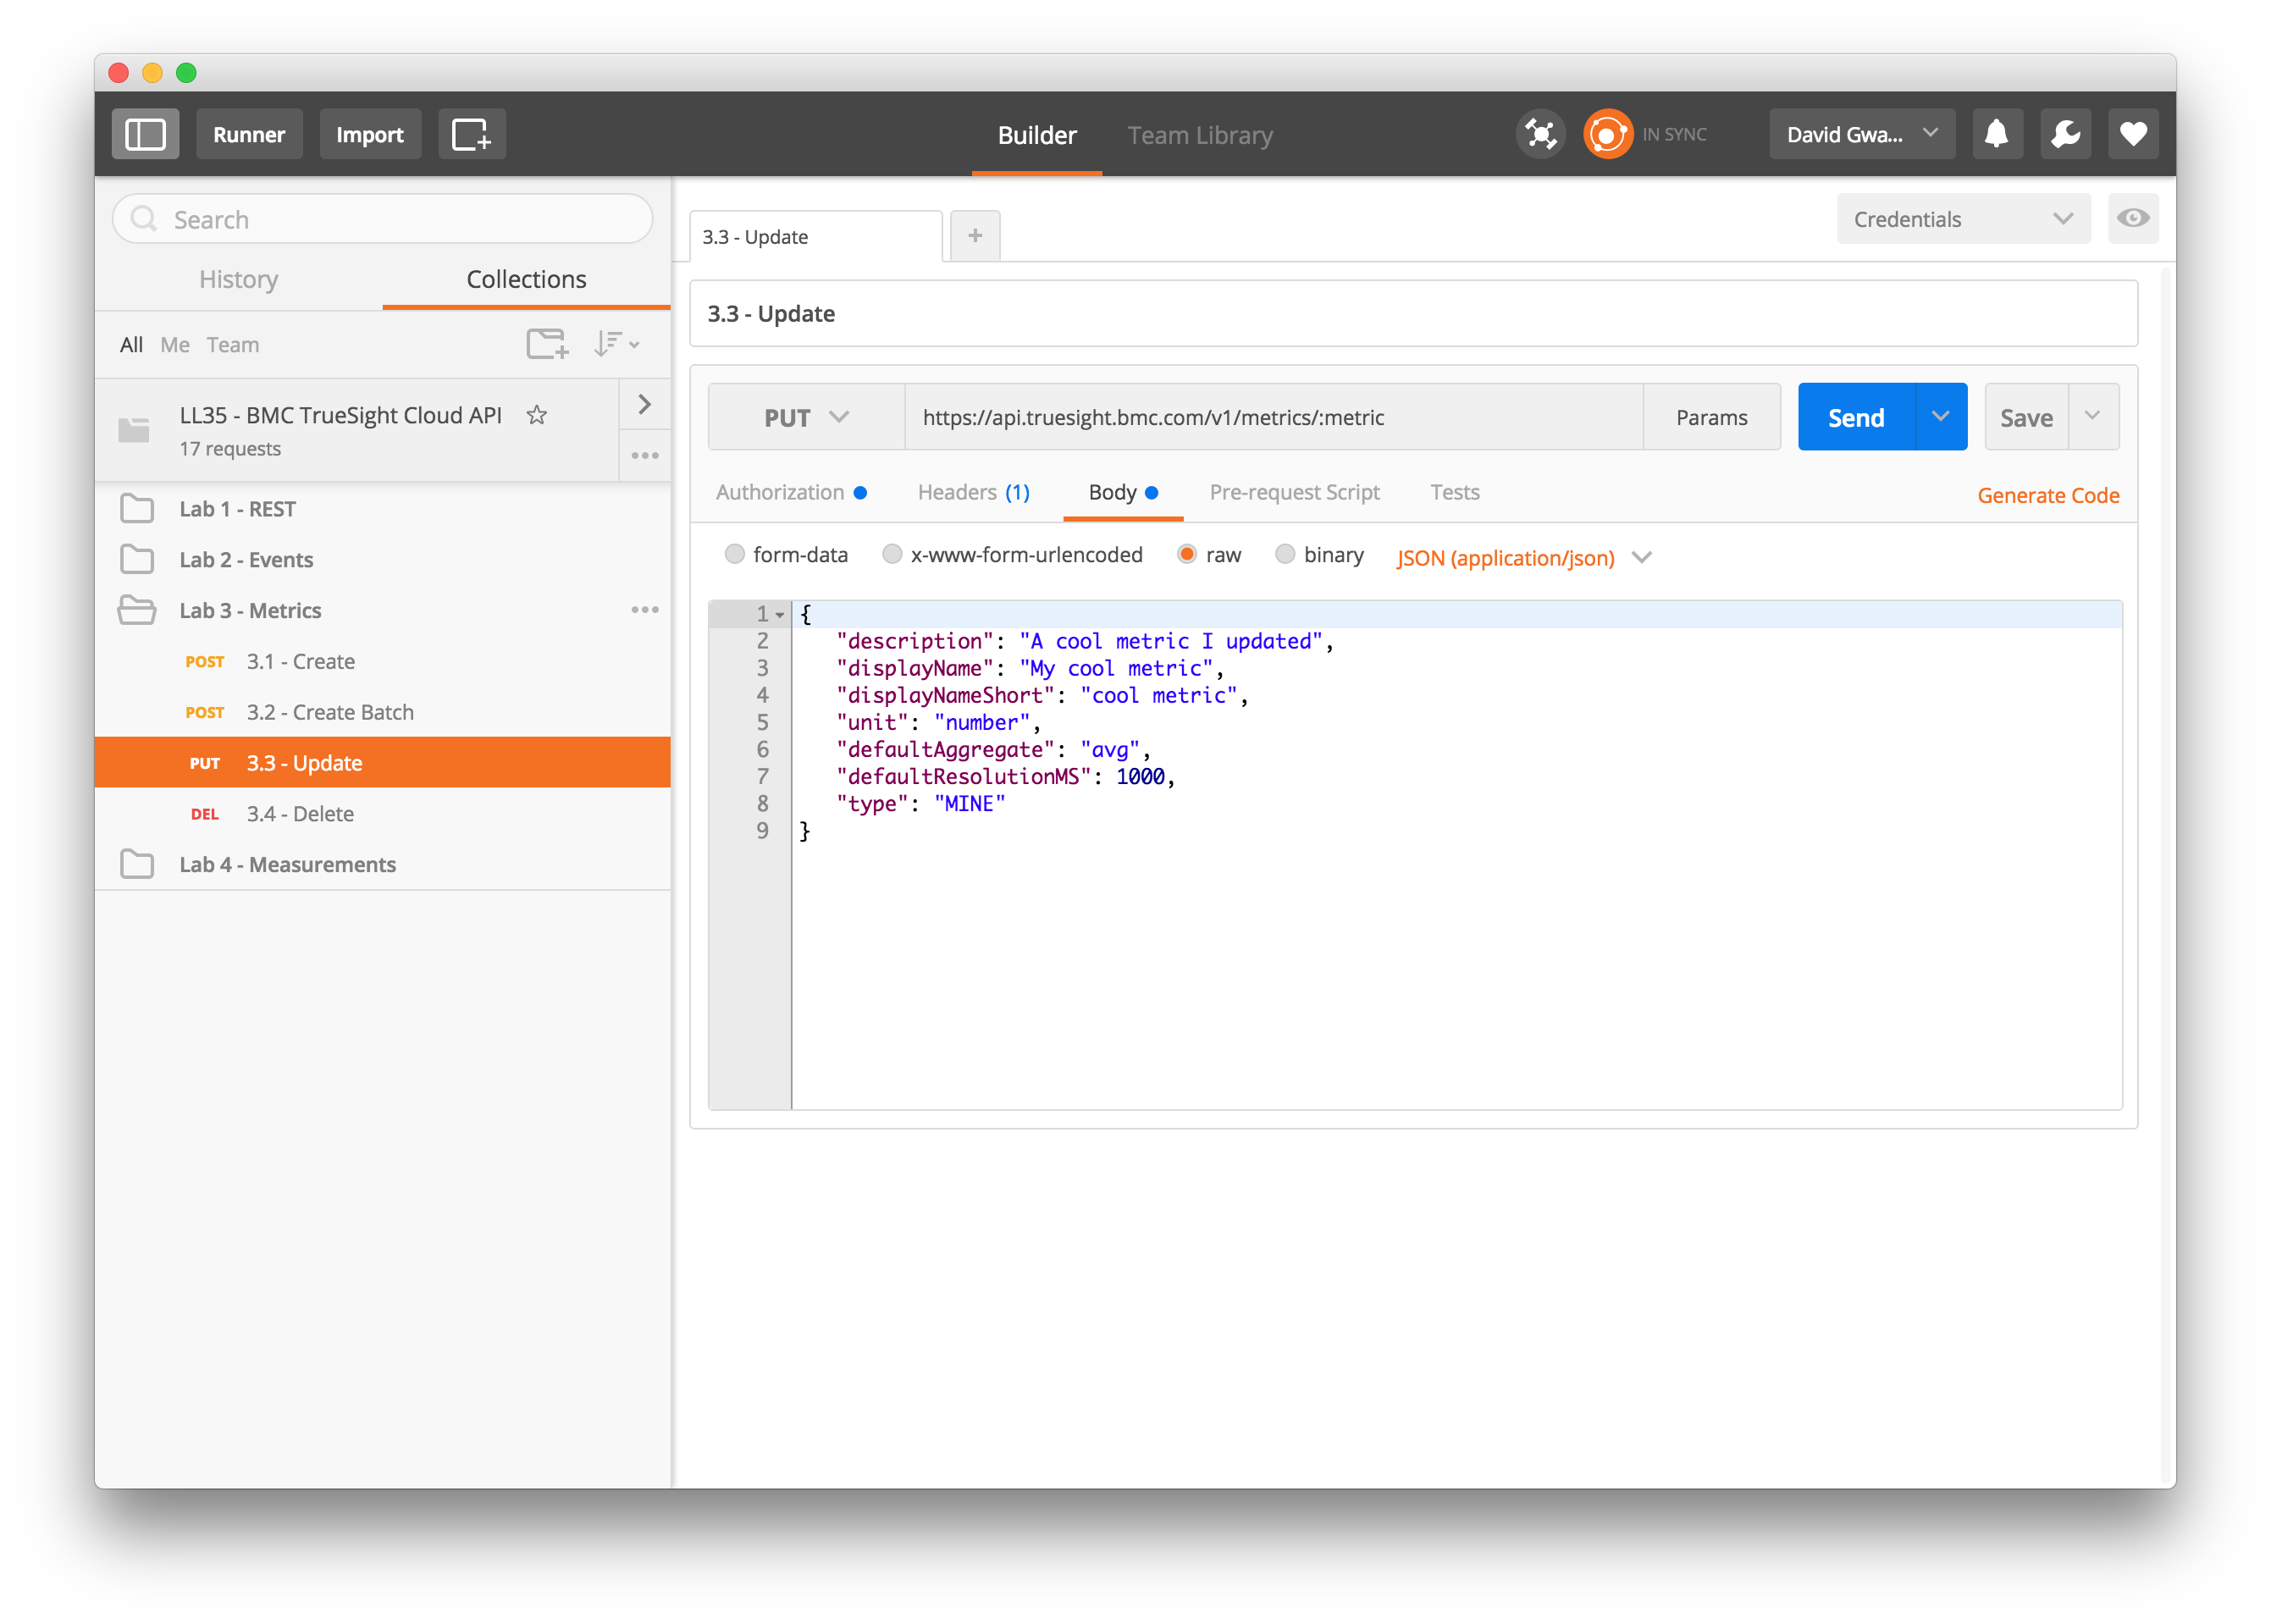 Runner
Import
Builder
Team Library
IN SYNC
David Gwa...
Search
History
Collections
All
Me
Team
LL35 - BMC TrueSight Cloud API
17 requests
Lab 1 - REST
Lab 2 - Events
Lab 3 - Metrics
POST 3.1 - Create
POST 3.2 - Create Batch
PUT 3.3 - Update
DEL 3.4 - Delete
Lab 4 - Measurements
3.3 - Update
+
Credentials
3.3 - Update
PUT
https://api.truesight.bmc.com/v1/metrics/:metric
Params
Send
Save
Authorization
Headers (1)
Body
Pre-request Script
Tests
Generate Code
form-data
x-www-form-urlencoded
raw
binary
JSON (application/json)
1 {
2 "description": "A cool metric I updated",
3 "displayName": "My cool metric",
4 "displayNameShort": "cool metric",
5 "unit": "number",
6 "defaultAggregate": "avg",
7 "defaultResolutionMS": 1000,
8 "type": "MINE"
9 }